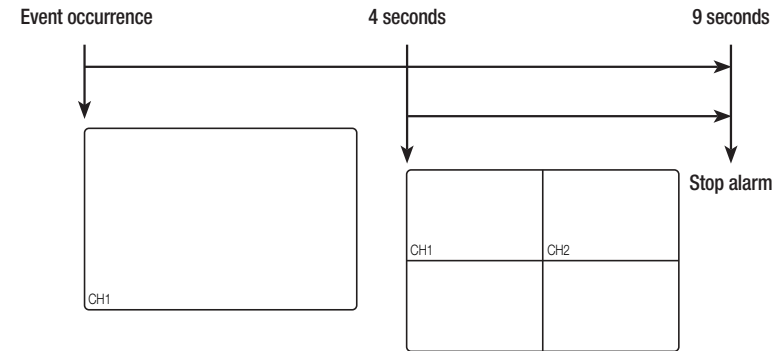 Event occurrence
4 seconds
9 seconds
Stop alarm
CH1
CH2
CH1